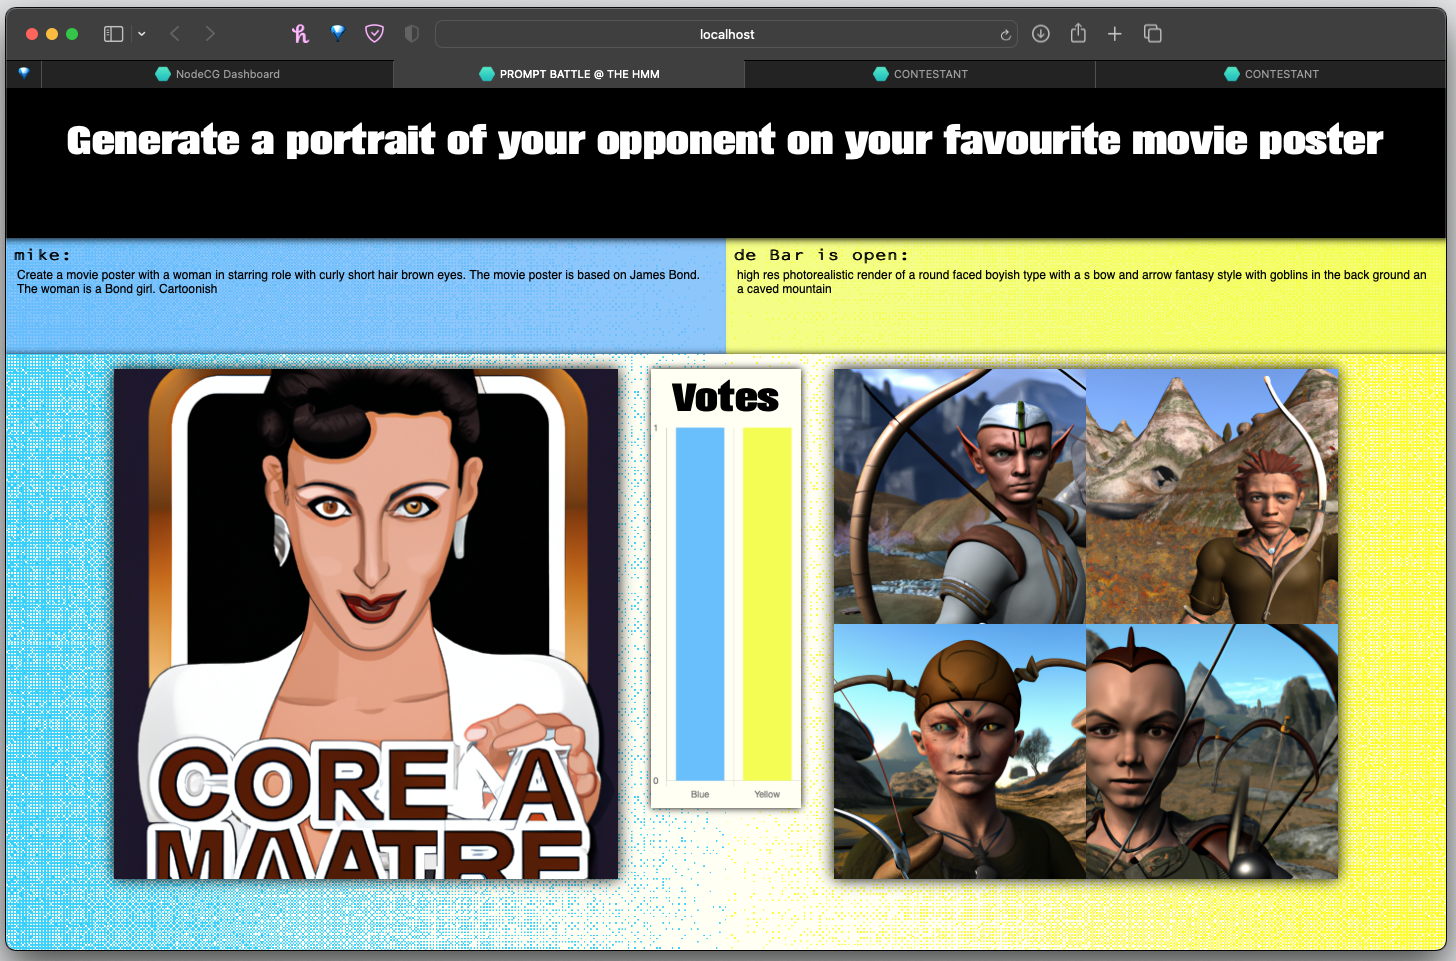 localhost
NodeCG Dashboard
PROMPT BATTLE @ THE HMM
CONTESTANT
CONTESTANT
Generate a portrait of your opponent on your favourite movie poster
mike:
Create a movie poster with a woman in starring role with curly short hair brown eyes. The movie poster is based on James Bond.
The woman is a Bond girl. Cartoonish
de Bar is open:
high res photorealistic render of a round faced boyish type with a s bow and arrow fantasy style with goblins in the back ground an
a caved mountain
CORE A
MAATRE
Votes
1
0
Blue
Yellow